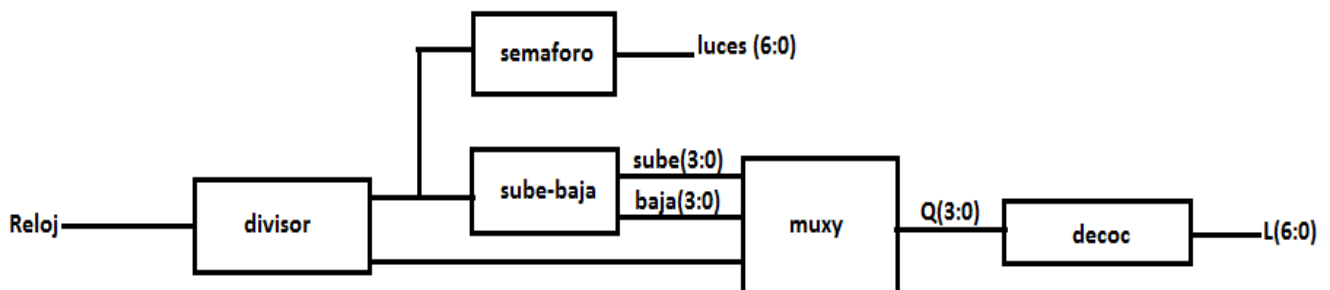 semaforo
luces (6:0)
sube-baja
sube(3:0)
baja(3:0)
Reloj
divisor
muxy
Q(3:0)
decoc
L(6:0)